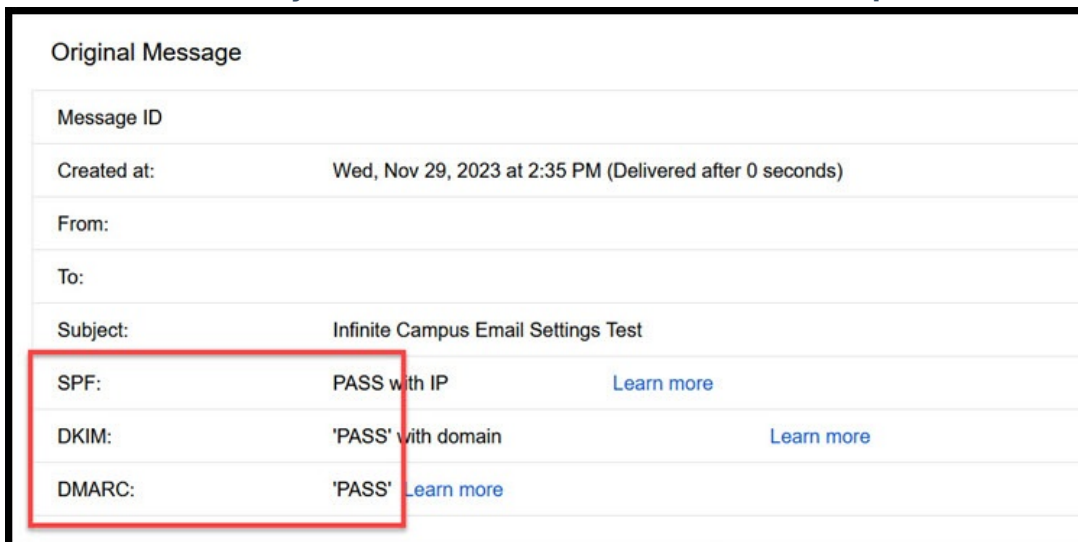 Original Message
Message ID
Created at: Wed, Nov 29, 2023 at 2:35 PM (Delivered after 0 seconds)
From:
To:
Subject: Infinite Campus Email Settings Test
SPF: PASS with IP Learn more
DKIM: 'PASS' with domain Learn more
DMARC: 'PASS' Learn more